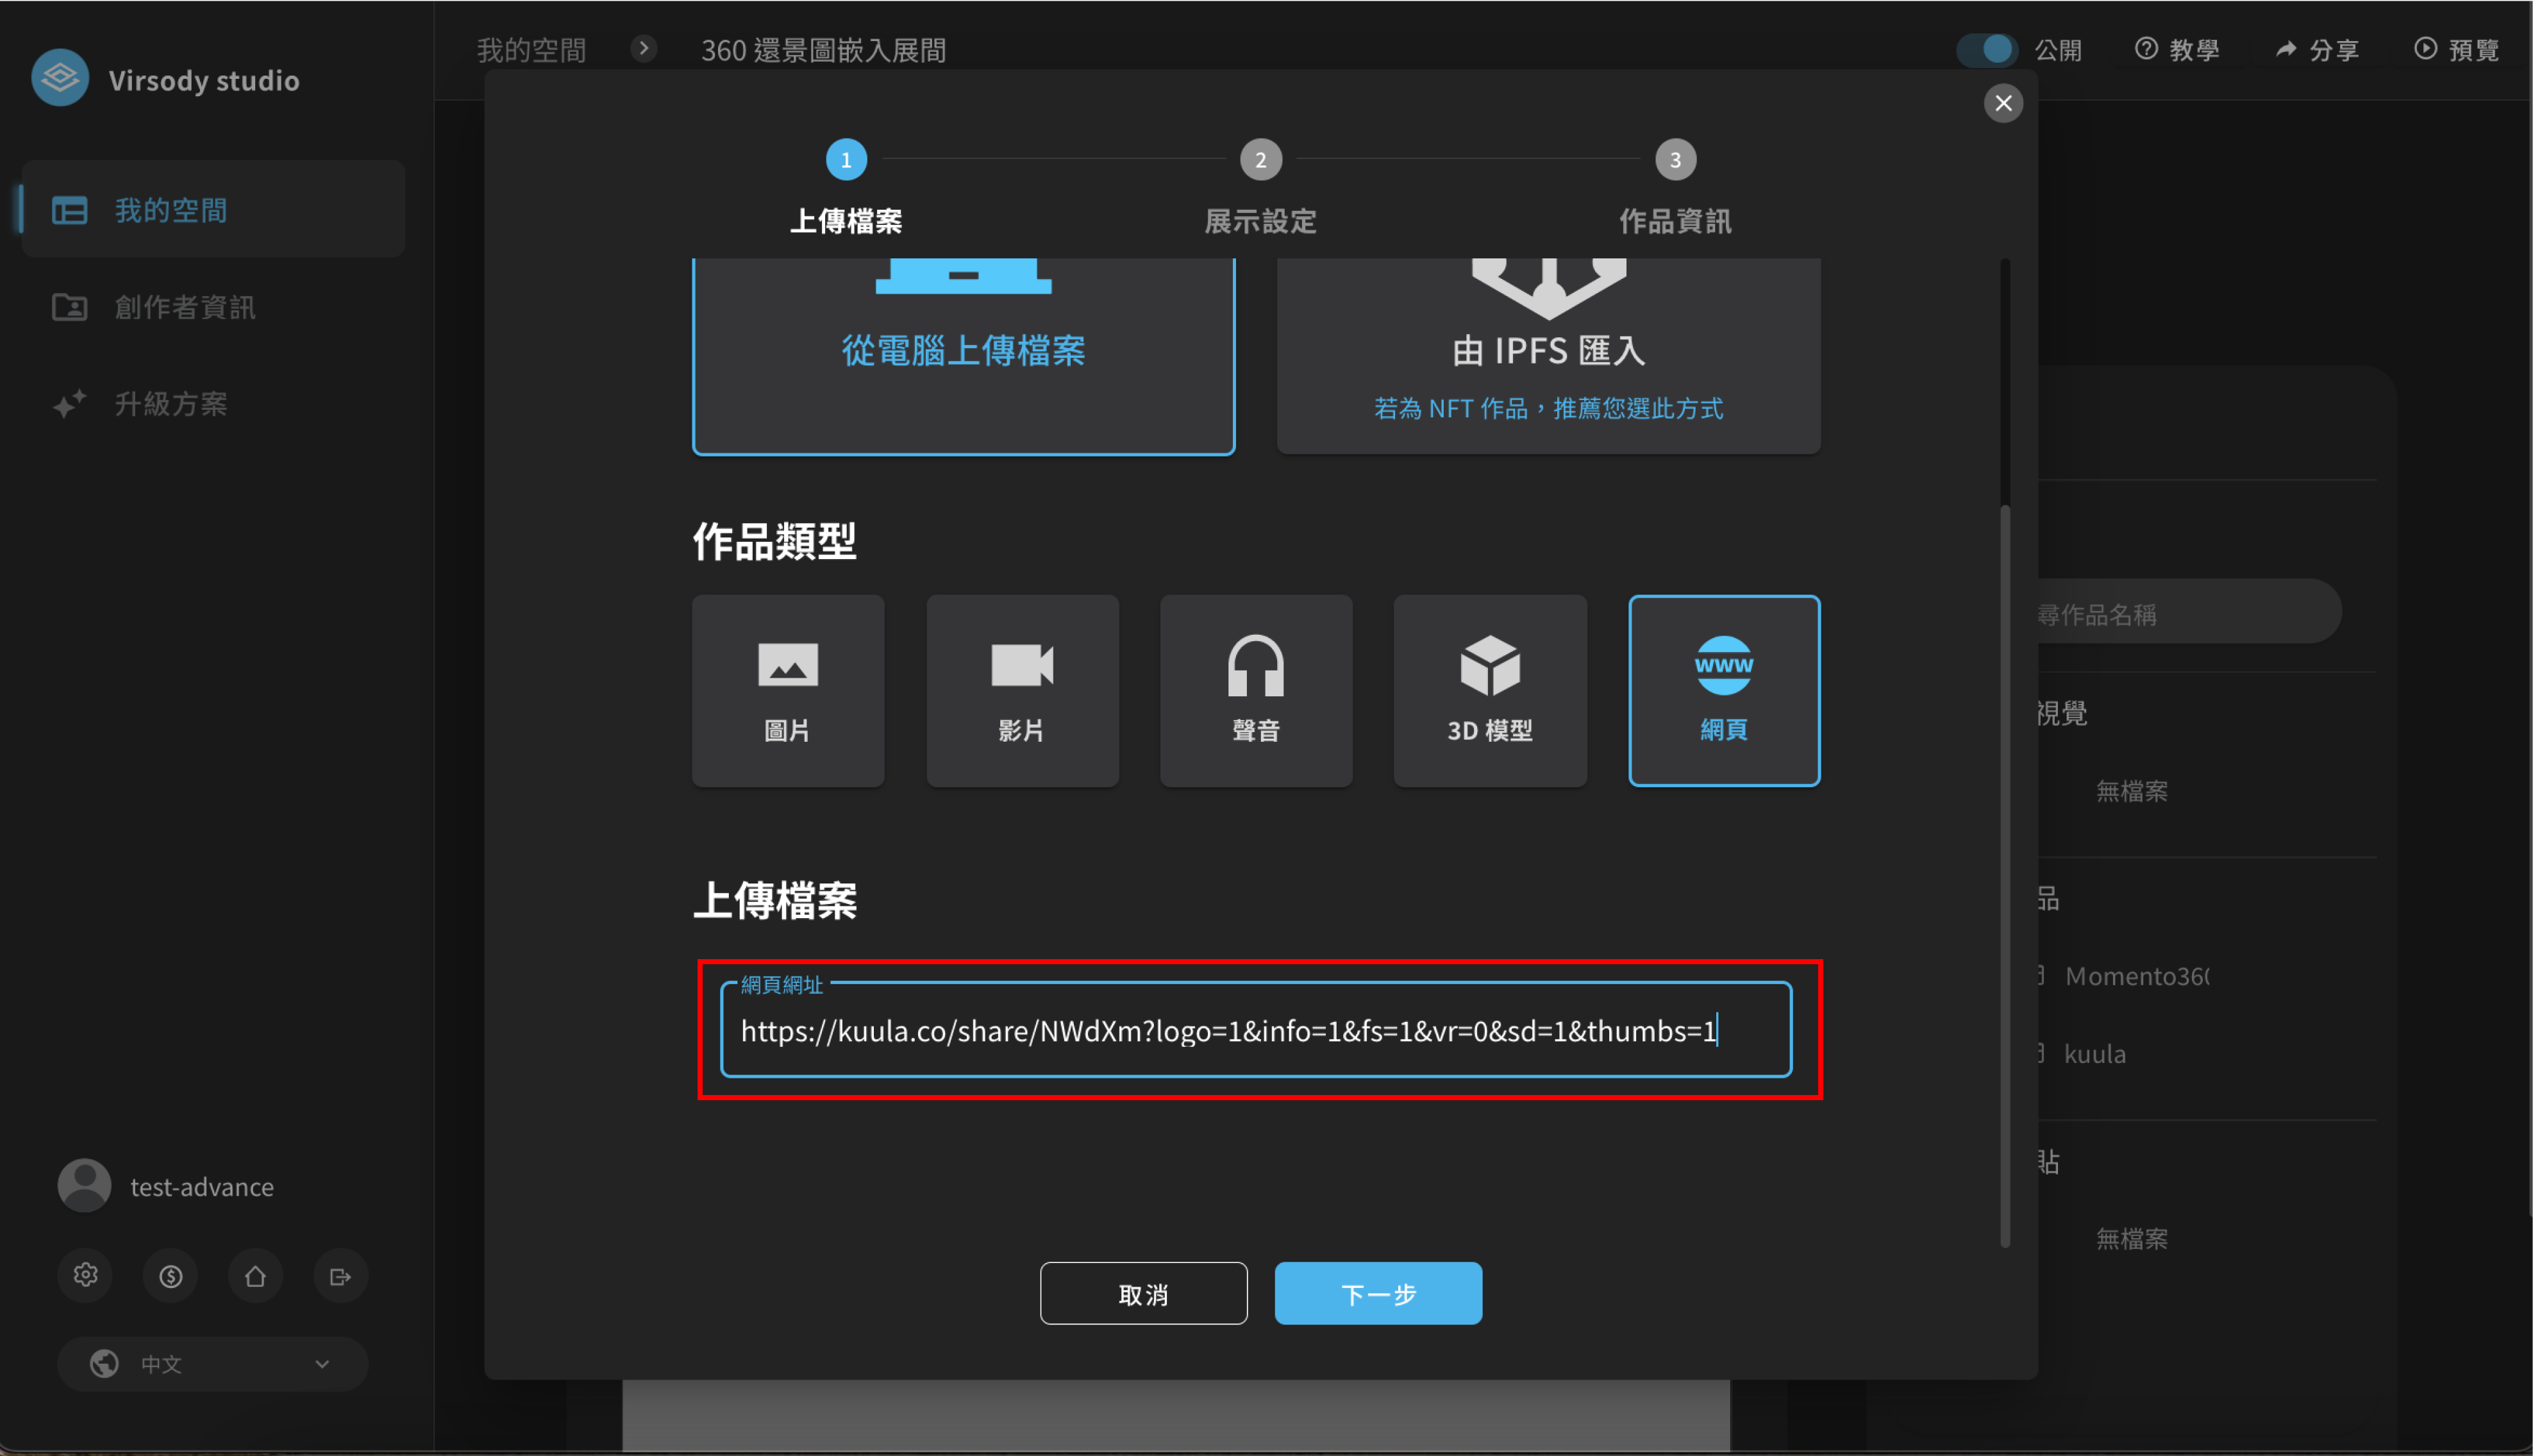 Virsody studio
我的空間
創作者資訊
升級方案
test-advance
中文
我的空間
360 還景圖嵌入展間
公開
教學
分享
預覽
1
2
3
上傳檔案
展示設定
作品資訊
從電腦上傳檔案
由 IPFS 匯入
若為 NFT 作品，推薦您選此方式
作品類型
圖片
影片
聲音
3D 模型
www
網頁
上傳檔案
網頁網址
https://kuula.co/share/NWdXm?logo=1&info=1&fs=1&vr=0&sd=1&thumbs=1
取消
下一步
尋作品名稱
視覺
無檔案
品
Momento36
kuula
貼
無檔案